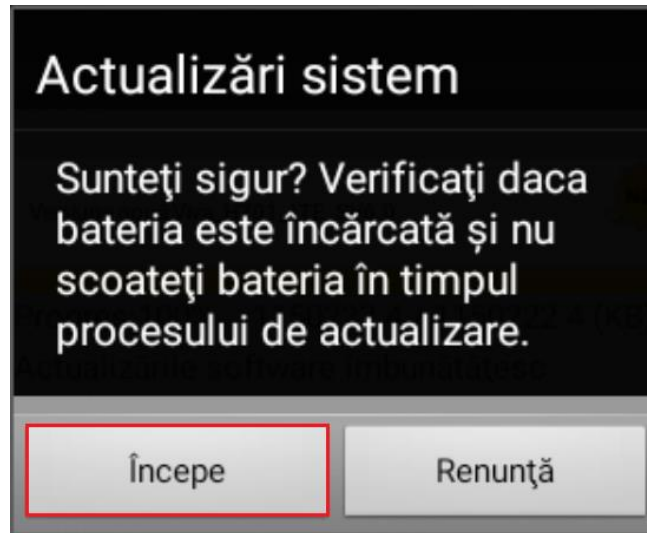 Actualizări sistem
Sunteţi sigur? Verificaţi daca
bateria este încărcată şi nu
scoateţi bateria în timpul
procesului de actualizare.
Începe
Renunţă